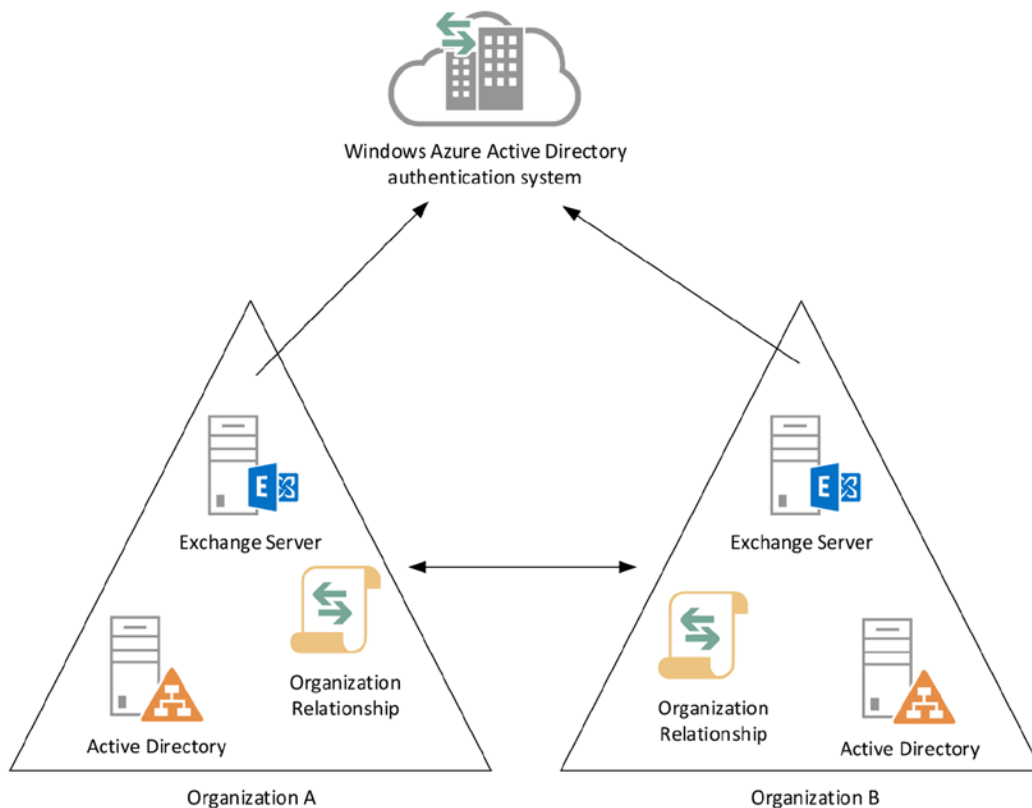 Windows Azure Active Directory
authentication system
E
Exchange Server
Organization
Relationship
Active Directory
Organization A
E
Exchange Server
Organization
Relationship
Active Directory
Organization B